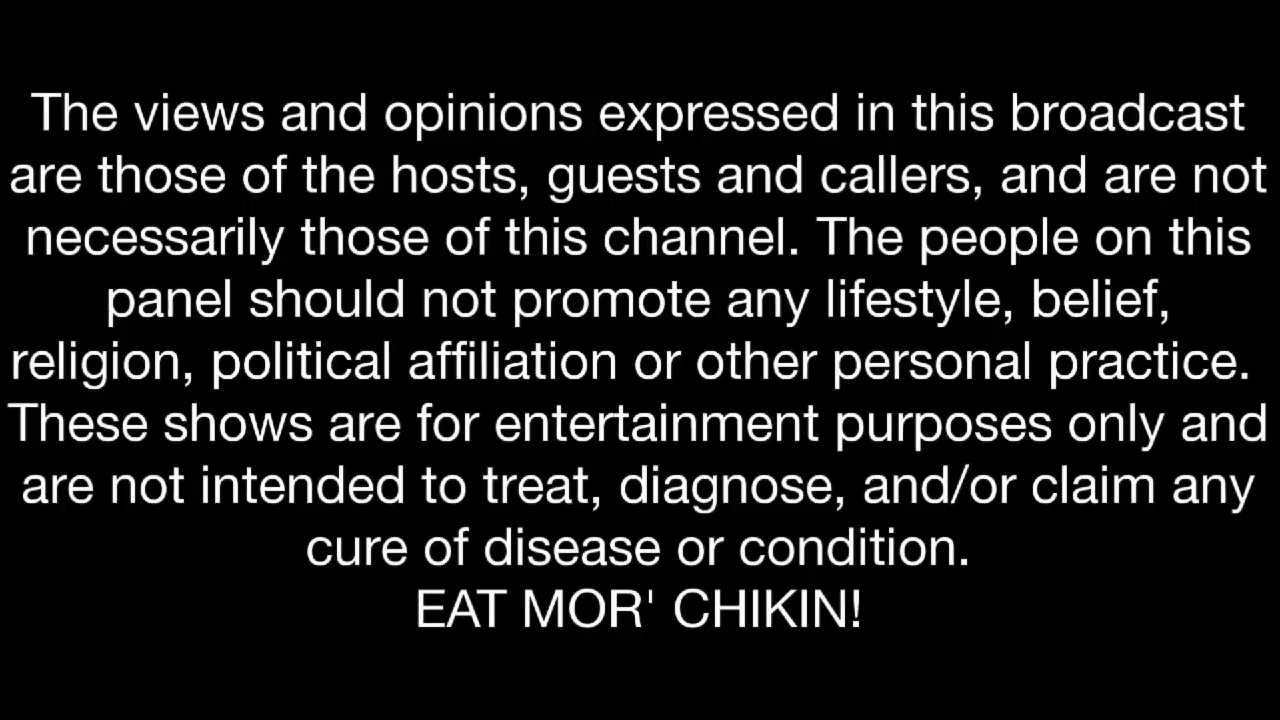 The views and opinions expressed in this broadcast
are those of the hosts, guests and callers, and are not
necessarily those of this channel. The people on this
panel should not promote any lifestyle, belief,
religion, political affiliation or other personal practice.
These shows are for entertainment purposes only and
are not intended to treat, diagnose, and/or claim any
cure of disease or condition.
EAT MOR' CHIKIN!